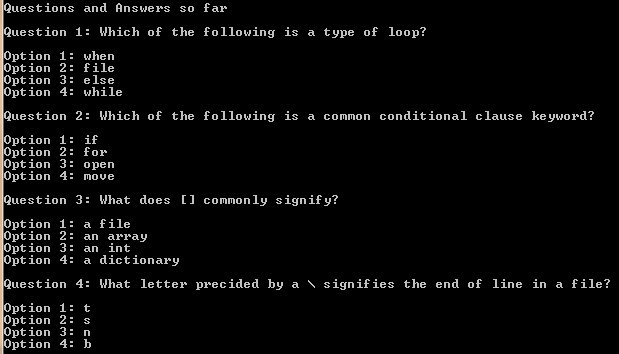 Questions and Answers so far
Question 1: Which of the following is a type of loop?
Option 1: when
Option 2: file
Option 3: else
Option 4: while
Question 2: Which of the following is a common conditional clause keyword?
Option 1: if
Option 2: for
Option 3: open
Option 4: move
Question 3: What does [] commonly signify?
Option 1: a file
Option 2: an array
Option 3: an int
Option 4: a dictionary
Question 4: What letter precided by a \ signifies the end of line in a file?
Option 1: t
Option 2: s
Option 3: n
Option 4: b